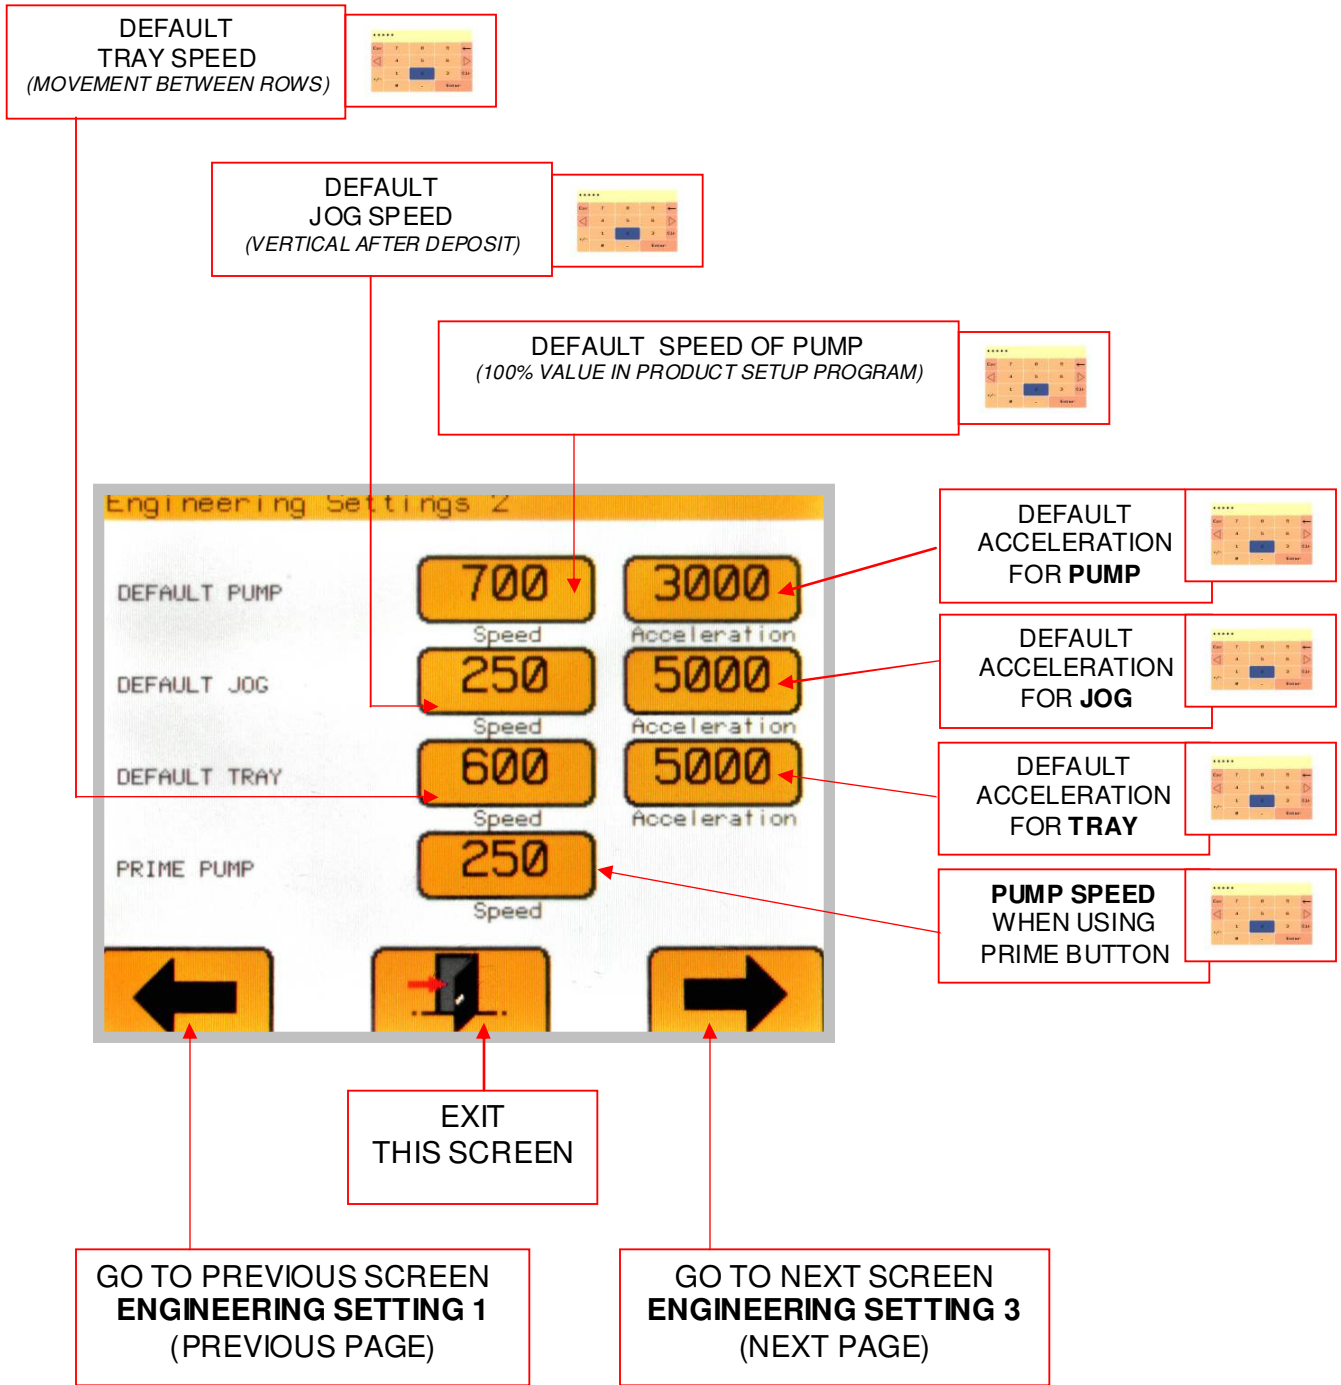 DEFAULT
TRAY SPEED
(MOVEMENT BETWEEN ROWS)
DEFAULT
JOG SPEED
(VERTICAL AFTER DEPOSIT)
DEFAULT SPEED OF PUMP
(100% VALUE IN PRODUCT SETUP PROGRAM)
Engineering Settings 2
DEFAULT PUMP
700
3000
Speed
Acceleration
DEFAULT JOG
250
5000
Speed
Acceleration
DEFAULT TRAY
600
5000
Speed
Acceleration
PRIME PUMP
250
Speed
DEFAULT
ACCELERATION
FOR PUMP
DEFAULT
ACCELERATION
FOR JOG
DEFAULT
ACCELERATION
FOR TRAY
PUMP SPEED
WHEN USING
PRIME BUTTON
EXIT
THIS SCREEN
GO TO PREVIOUS SCREEN
ENGINEERING SETTING 1
(PREVIOUS PAGE)
GO TO NEXT SCREEN
ENGINEERING SETTING 3
(NEXT PAGE)